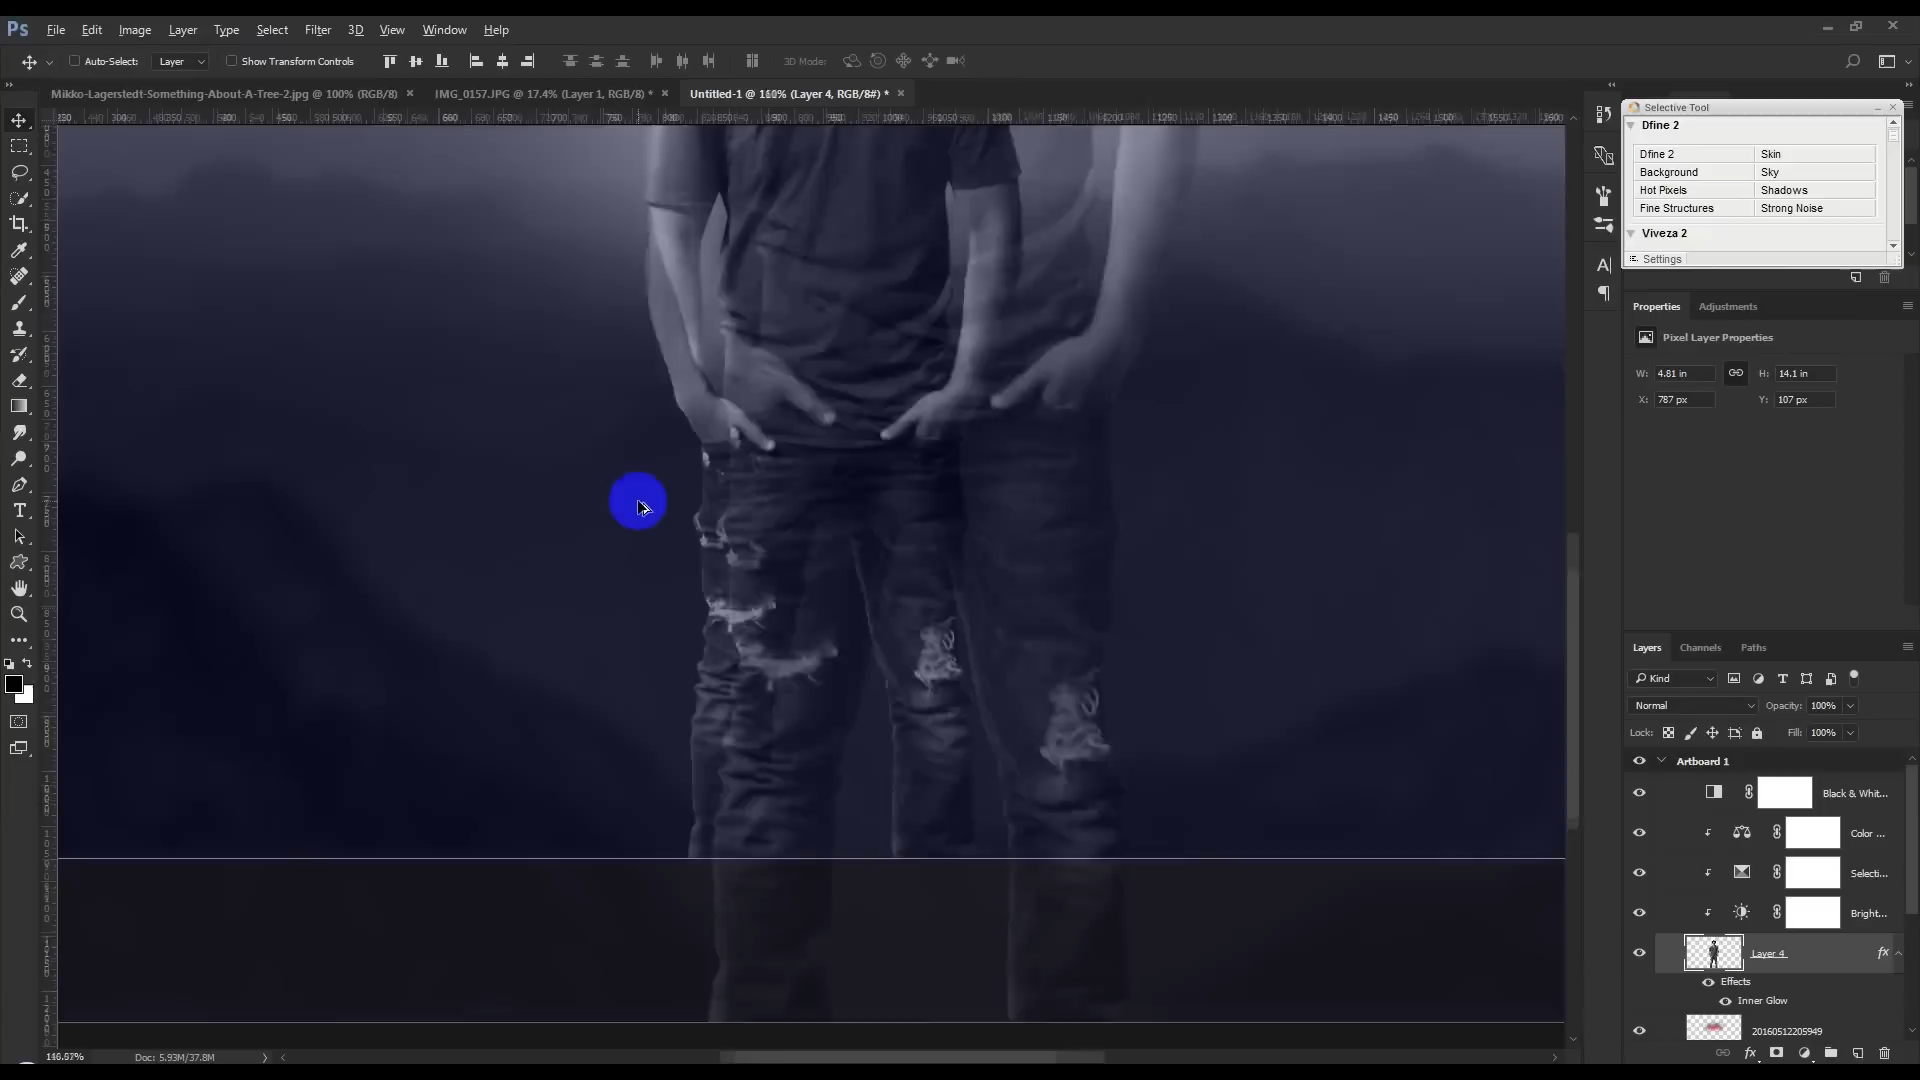 Ps File Edit Image Layer Type Select Filter 3D View Window Help
Auto-Select: Layer Show Transform Controls 3D Mode:
Mikko-Lagerstedt-Something-About-A-Tree-2.jpg @ 100% (RGB/8) × IMG_0157.JPG @ 17.4% (Layer 1, RGB/8) * × Untitled-1 @ (Layer 4, RGB/8#) * ×
Selective Tool
Dfine 2
Dfine 2 Skin
Background Sky
Hot Pixels Shadows
Fine Structures Strong Noise
Viveza 2
Settings
Properties Adjustments
Pixel Layer Properties
W: 4.81 in H: 14.1 in
X: 787 px Y: 107 px
Layers Channels Paths
Kind
Normal Opacity: 100%
Lock: Fill: 100%
Artboard 1
Black & Whit...
Color ...
Selecti...
Bright...
Layer 4 fx
Effects
Inner Glow
20160512205949
Doc: 5.93M/37.8M